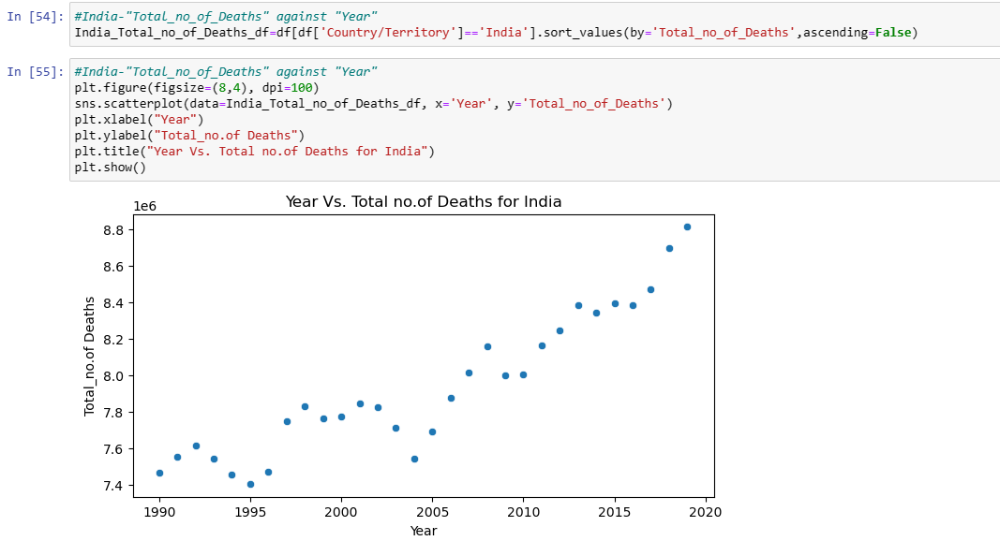 In [54]: #India-"Total_no_of_Deaths" against "Year"
India_Total_no_of_Deaths_df=df[df['Country/Territory']=='India'].sort_values(by='Total_no_of_Deaths',ascending=False)
In [55]: #India-"Total_no_of_Deaths" against "Year"
plt.figure(figsize=(8,4), dpi=100)
sns.scatterplot(data=India_Total_no_of_Deaths_df, x='Year', y='Total_no_of_Deaths')
plt.xlabel("Year")
plt.ylabel("Total_no.of Deaths")
plt.title("Year Vs. Total no.of Deaths for India")
plt.show()
Year Vs. Total no.of Deaths for India
1e6
8.8
8.6
8.4
8.2
8.0
7.8
7.6
7.4
Total_no.of Deaths
1990 1995 2000 2005 2010 2015 2020
Year